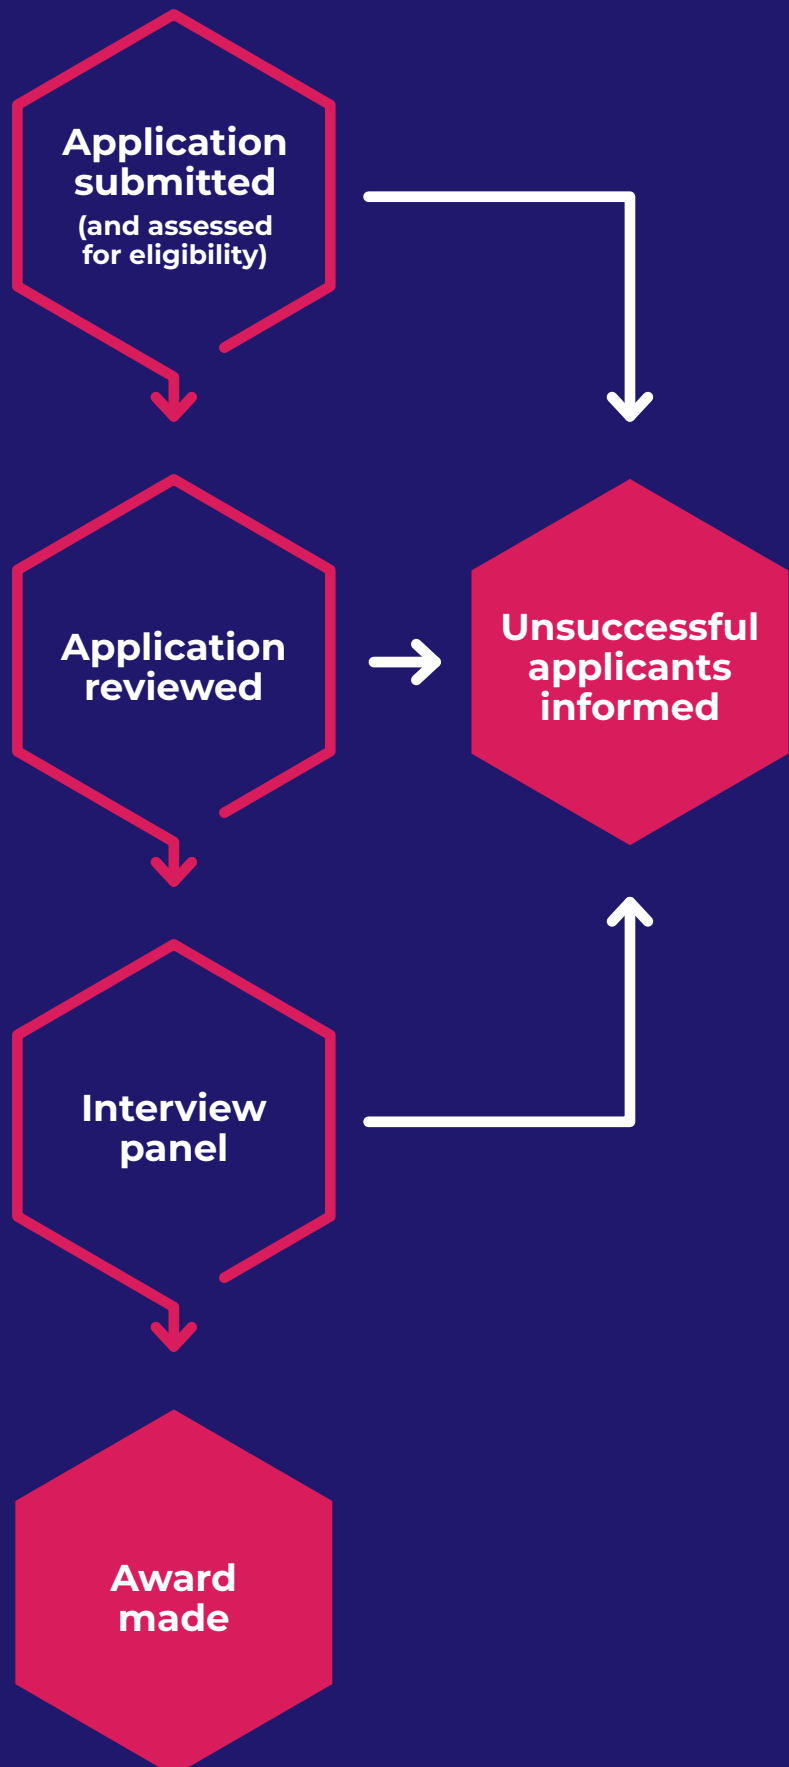 Application
submitted
(and assessed
for eligibility)
Application
reviewed
Unsuccessful
applicants
informed
Interview
panel
Award
made